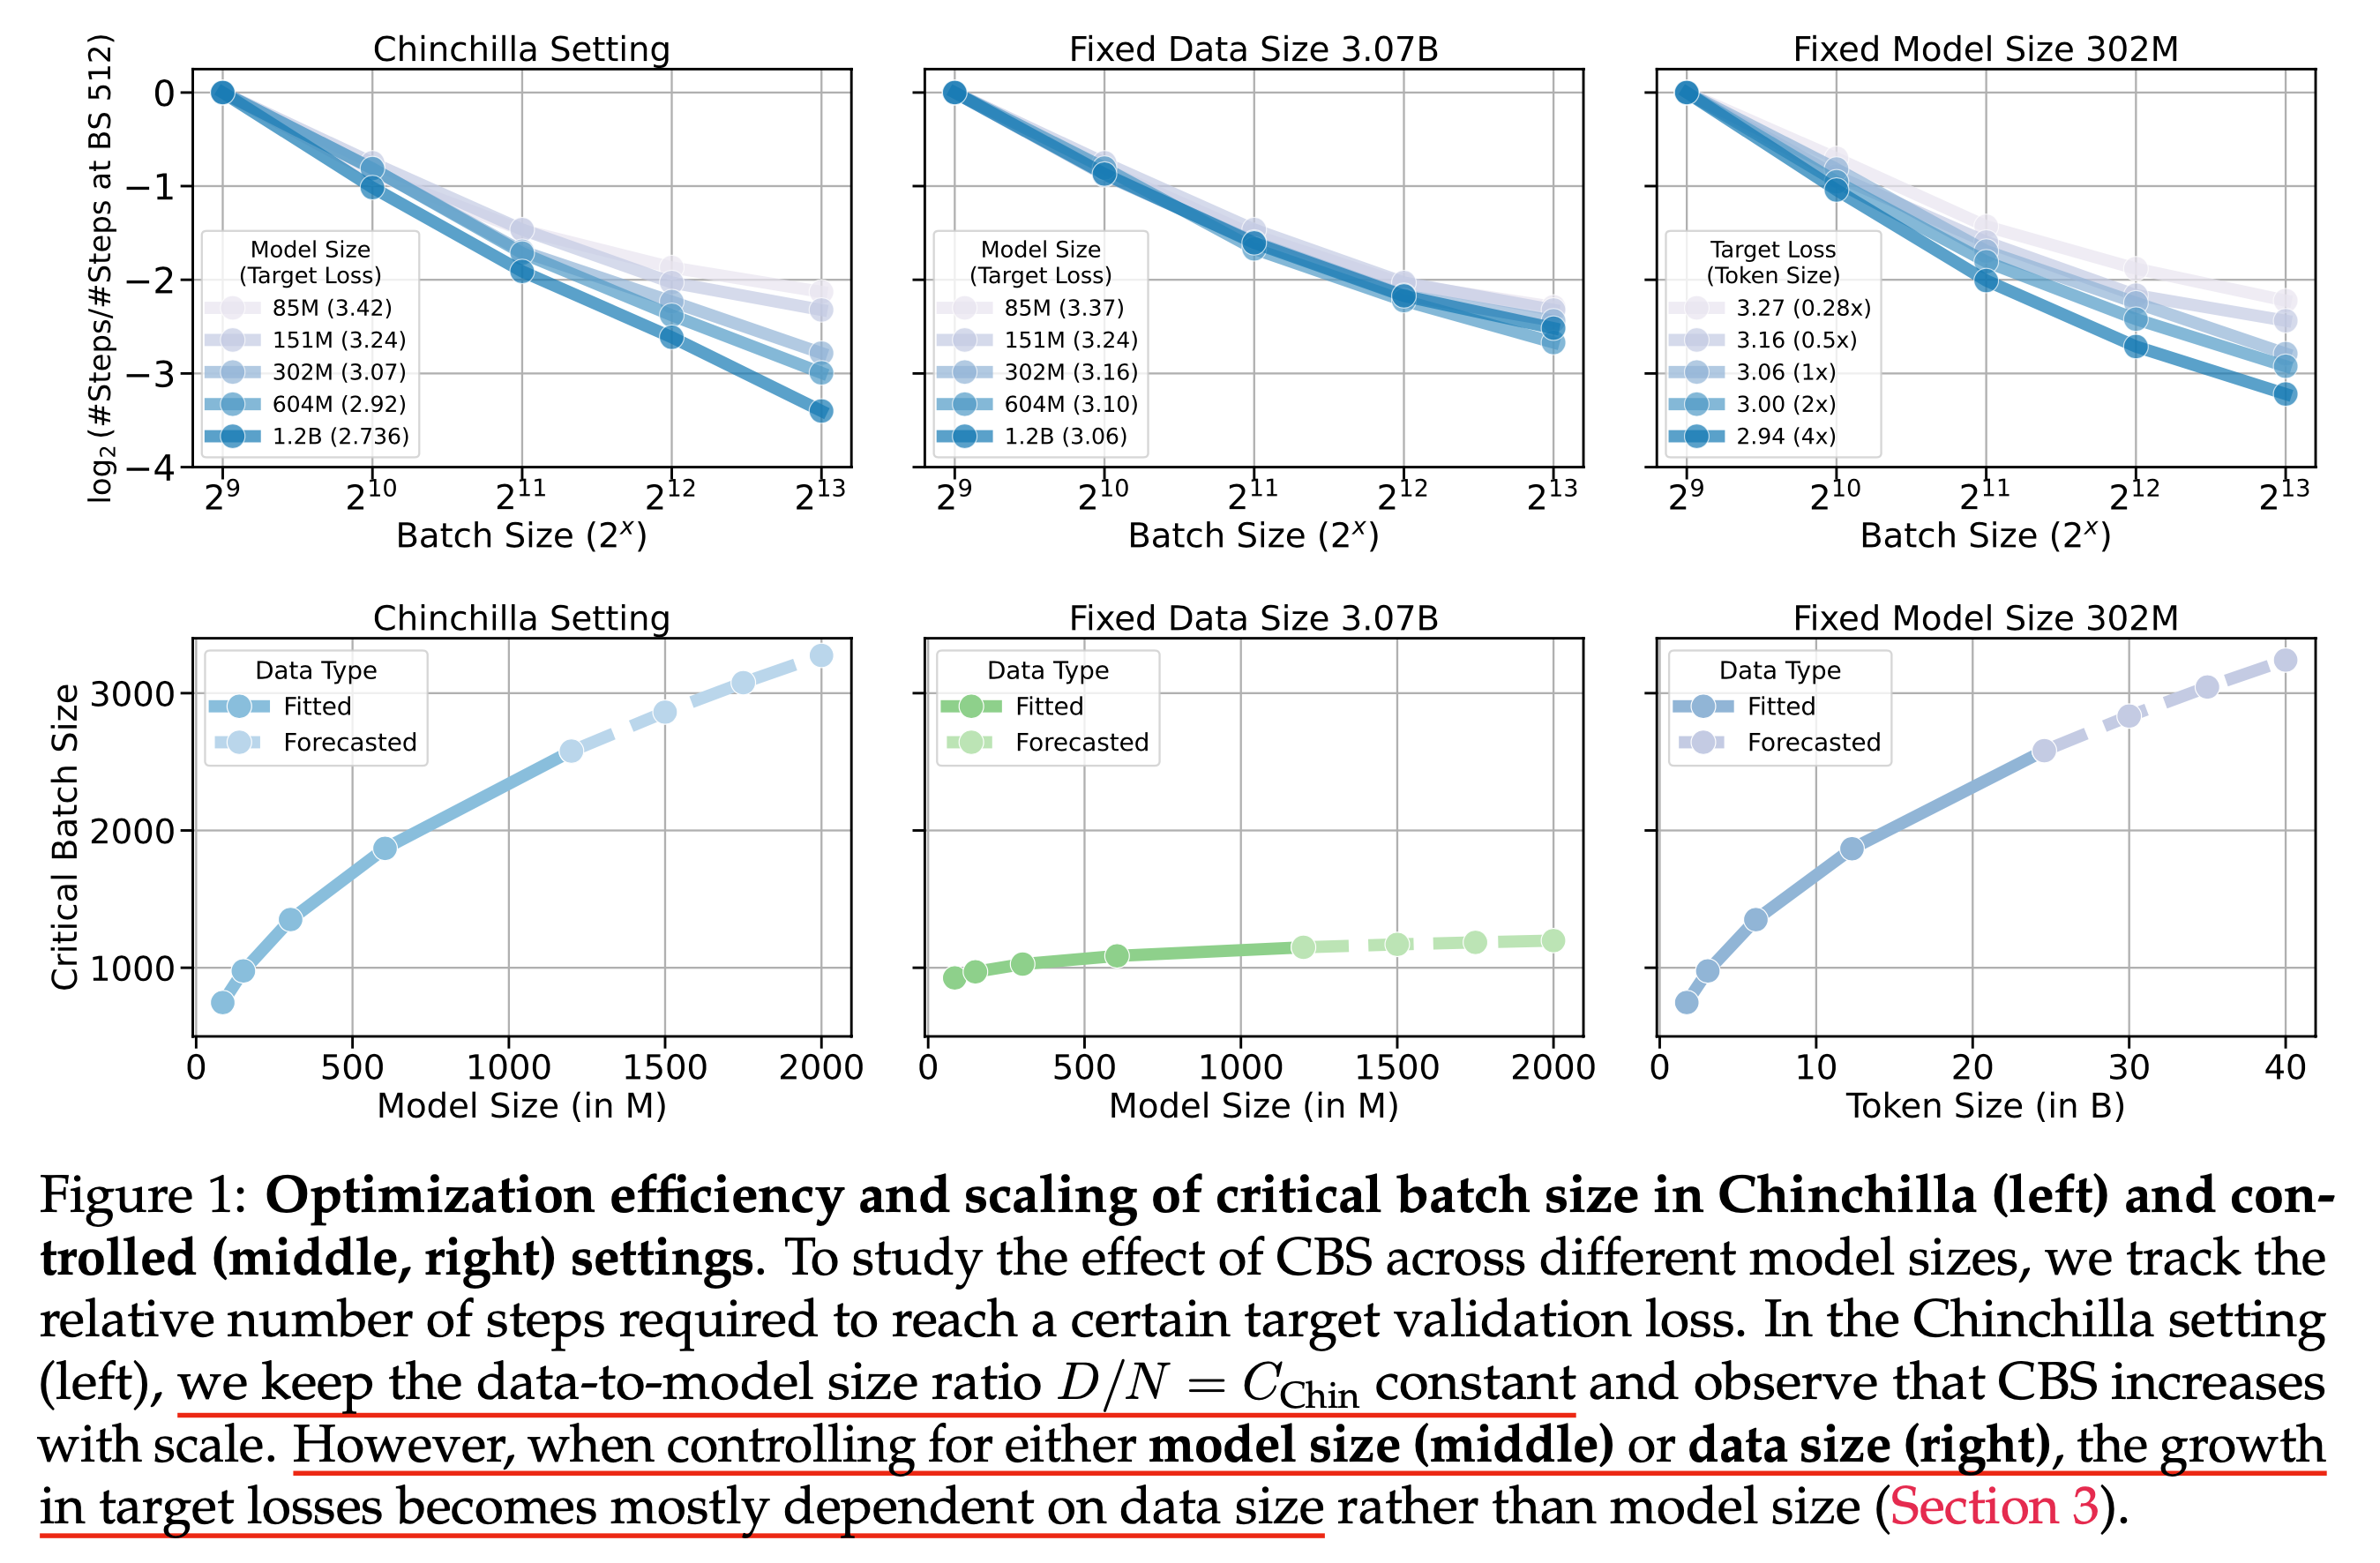 Chinchilla Setting
log₂(#Steps/#Steps at BS 512)
0
−1
−2
−3
−4
Model Size
(Target Loss)
85M (3.42)
151M (3.24)
302M (3.07)
604M (2.92)
1.2B (2.736)
2⁹ 2¹⁰ 2¹¹ 2¹² 2¹³
Batch Size (2ˣ)
Fixed Data Size 3.07B
Model Size
(Target Loss)
85M (3.37)
151M (3.24)
302M (3.16)
604M (3.10)
1.2B (3.06)
2⁹ 2¹⁰ 2¹¹ 2¹² 2¹³
Batch Size (2ˣ)
Fixed Model Size 302M
Target Loss
(Token Size)
3.27 (0.28x)
3.16 (0.5x)
3.06 (1x)
3.00 (2x)
2.94 (4x)
2⁹ 2¹⁰ 2¹¹ 2¹² 2¹³
Batch Size (2ˣ)
Chinchilla Setting
Critical Batch Size
3000
2000
1000
Data Type
Fitted
Forecasted
0 500 1000 1500 2000
Model Size (in M)
Fixed Data Size 3.07B
Data Type
Fitted
Forecasted
0 500 1000 1500 2000
Model Size (in M)
Fixed Model Size 302M
Data Type
Fitted
Forecasted
0 10 20 30 40
Token Size (in B)
Figure 1: Optimization efficiency and scaling of critical batch size in Chinchilla (left) and con-
trolled (middle, right) settings. To study the effect of CBS across different model sizes, we track the
relative number of steps required to reach a certain target validation loss. In the Chinchilla setting
(left), we keep the data-to-model size ratio D/N = C_Chin constant and observe that CBS increases
with scale. However, when controlling for either model size (middle) or data size (right), the growth
in target losses becomes mostly dependent on data size rather than model size (Section 3).